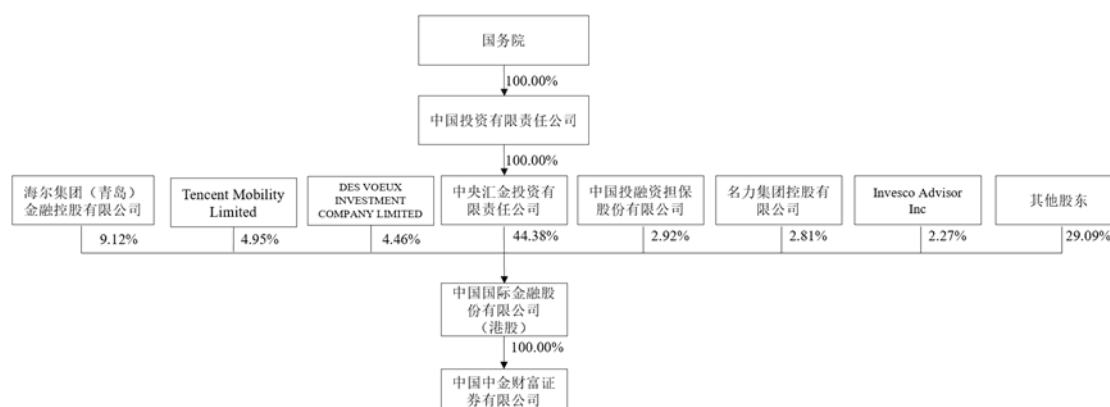 国务院
100.00%
中国投资有限责任公司
100.00%
海尔集团（青岛）
金融控股有限公司
Tencent Mobility
Limited
DES VOEUX
INVESTMENT
COMPANY LIMITED
中央汇金投资有
限责任公司
中国投融资担保
股份有限公司
名力集团控股有
限公司
Invesco Advisor
Inc
其他股东
9.12%
4.95%
4.46%
44.38%
2.92%
2.81%
2.27%
29.09%
中国国际金融股
份有限公司
（港股）
100.00%
中国中金财富证
券有限公司